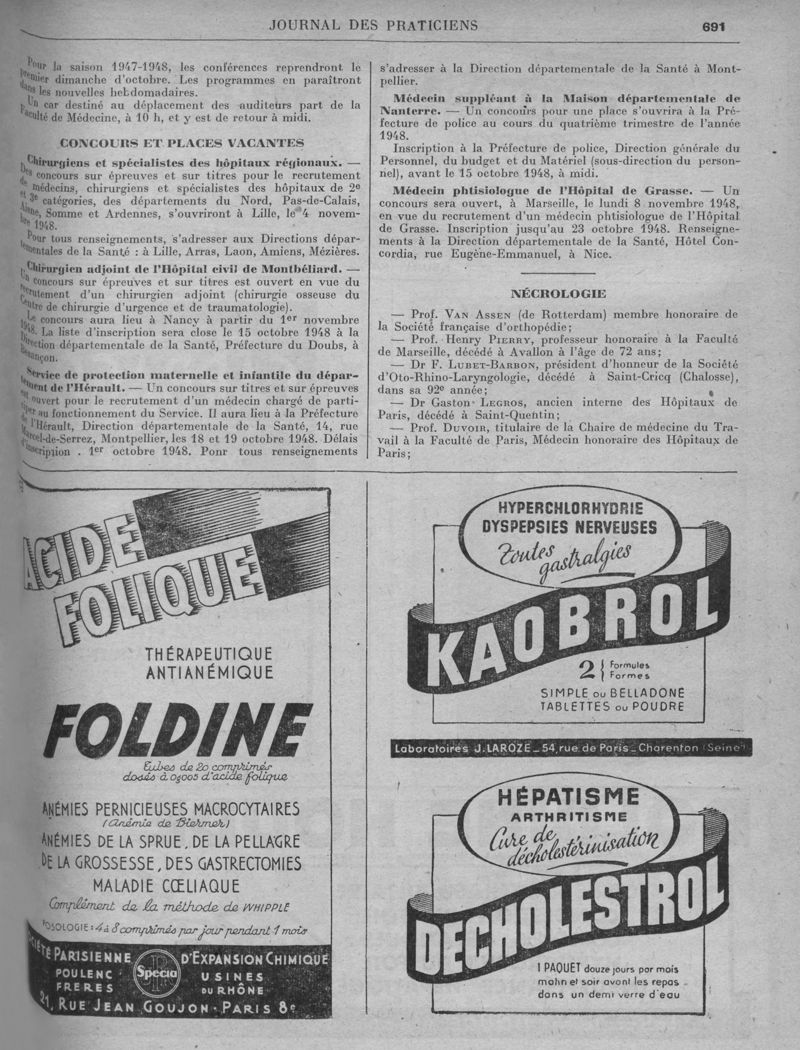 JOURNAL DES PRATICIENS 691
Pour la saison 1947-1948, les conférences reprendront le
premier dimanche d'octobre. Les programmes en paraîtront
dans les nouvelles hebdomadaires.
Un car destiné au déplacement des auditeurs part de la
Faculté de Médecine, à 10 h, et y est de retour à midi.
CONCOURS ET PLACES VACANTES
Chirurgiens et spécialistes des hôpitaux régionaux. —
Des concours sur épreuves et sur titres pour le recrutement
de médecins, chirurgiens et spécialistes des hôpitaux de 2e
et 3e catégories, des départements du Nord, Pas-de-Calais,
Aisne, Somme et Ardennes, s'ouvriront à Lille, le 4 novem-
bre 1948.
Pour tous renseignements, s'adresser aux Directions dépar-
tementales de la Santé : à Lille, Arras, Laon, Amiens, Mézières.
Chirurgien adjoint de l'Hôpital civil de Montbéliard. —
Un concours sur épreuves et sur titres est ouvert en vue du
recrutement d'un chirurgien adjoint (chirurgie osseuse du
Centre de chirurgie d'urgence et de traumatologie).
Le concours aura lieu à Nancy à partir du 1er novembre
1948. La liste d'inscription sera close le 15 octobre 1948 à la
Direction départementale de la Santé, Préfecture du Doubs, à
Besançon.
Service de protection maternelle et infantile du dépar-
tement de l'Hérault. — Un concours sur titres et sur épreuves
est ouvert pour le recrutement d'un médecin chargé de parti-
ciper au fonctionnement du Service. Il aura lieu à la Préfecture
de l'Hérault, Direction départementale de la Santé, 14, rue
Marcel-de-Serrez, Montpellier, les 18 et 19 octobre 1948. Délais
d'inscription . 1er octobre 1948. Ponr tous renseignements
s'adresser à la Direction départementale de la Santé à Mont-
pellier.
Médecin suppléant à la Maison départementale de
Nanterre. — Un concours pour une place s'ouvrira à la Pré-
fecture de police au cours du quatrième trimestre de l'année
1948.
Inscription à la Préfecture de police, Direction générale du
Personnel, du budget et du Matériel (sous-direction du person-
nel), avant le 15 octobre 1948, à midi.
Médecin phtisiologue de l'Hôpital de Grasse. — Un
concours sera ouvert, à Marseille, le lundi 8 novembre 1948,
en vue du recrutement d'un médecin phtisiologue de l'Hôpital
de Grasse. Inscription jusqu'au 23 octobre 1948. Renseigne-
ments à la Direction départementale de la Santé, Hôtel Con-
cordia, rue Eugène-Emmanuel, à Nice.
NÉCROLOGIE
— Prof. VAN ASSEN (de Rotterdam) membre honoraire de
la Société française d'orthopédie;
— Prof. Henry PIERRY, professeur honoraire à la Faculté
de Marseille, décédé à Avallon à l'âge de 72 ans;
— Dr F. LUBET-BARBON, président d'honneur de la Société
d'Oto-Rhino-Laryngologie, décédé à Saint-Cricq (Chalosse),
dans sa 92e année;
— Dr Gaston LEGROS, ancien interne des Hôpitaux de
Paris, décédé à Saint-Quentin;
— Prof. DUVOIR, titulaire de la Chaire de médecine du Tra-
vail à la Faculté de Paris, Médecin honoraire des Hôpitaux de
Paris;
ACIDE
FOLIQUE
THÉRAPEUTIQUE
ANTIANÉMIQUE
FOLDINE
Tubes de 20 comprimés
dosés à 0g005 d'acide folique
ANÉMIES PERNICIEUSES MACROCYTAIRES
(Anémie de Biermer)
ANÉMIES DE LA SPRUE, DE LA PELLAGRE
DE LA GROSSESSE, DES GASTRECTOMIES
MALADIE CŒLIAQUE
Complément de la méthode de WHIPPLE
POSOLOGIE : 4 à 8 comprimés par jour pendant 1 mois
SOCIÉTÉ PARISIENNE D'EXPANSION CHIMIQUE
POULENC FRERES Specia USINES DU RHÔNE
21, RUE JEAN GOUJON · PARIS 8e
HYPERCHLORHYDRIE
DYSPEPSIES NERVEUSES
Toutes
gastralgies
KAOBROL
2 Formules
Formes
SIMPLE ou BELLADONÉ
TABLETTES ou POUDRE
Laboratoires J. LAROZE _ 54, rue de Paris _ Charenton (Seine)
HÉPATISME
ARTHRITISME
Cure de
décholestérinisation
DECHOLESTROL
1 PAQUET douze jours par mois
matin et soir avant les repas _
dans un demi verre d'eau